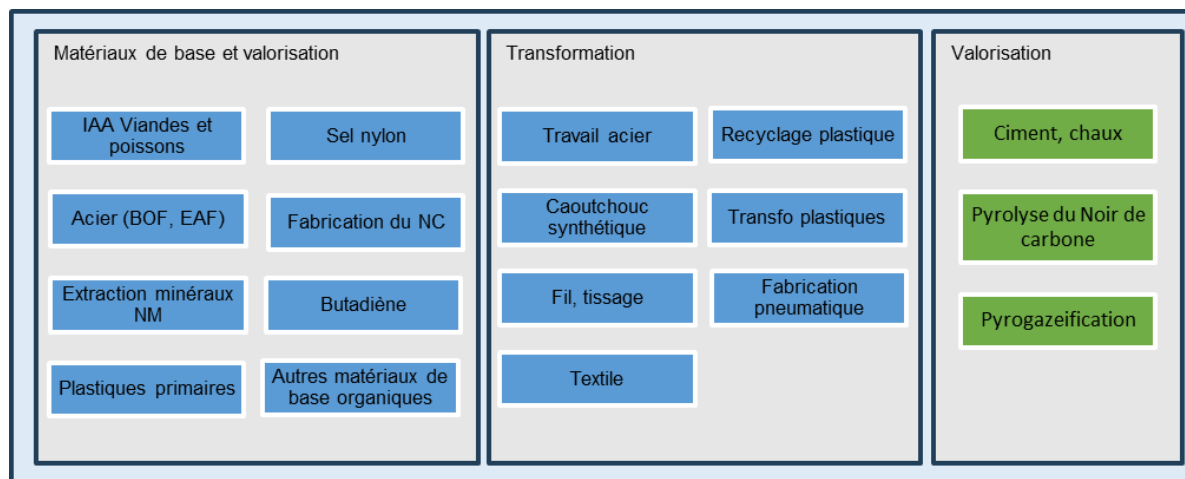 Matériaux de base et valorisation
IAA Viandes et
poissons
Sel nylon
Acier (BOF, EAF)
Fabrication du NC
Extraction minéraux
NM
Butadiène
Plastiques primaires
Autres matériaux de
base organiques
Transformation
Travail acier
Recyclage plastique
Caoutchouc
synthétique
Transfo plastiques
Fil, tissage
Fabrication
pneumatique
Textile
Valorisation
Ciment, chaux
Pyrolyse du Noir de
carbone
Pyrogazeification